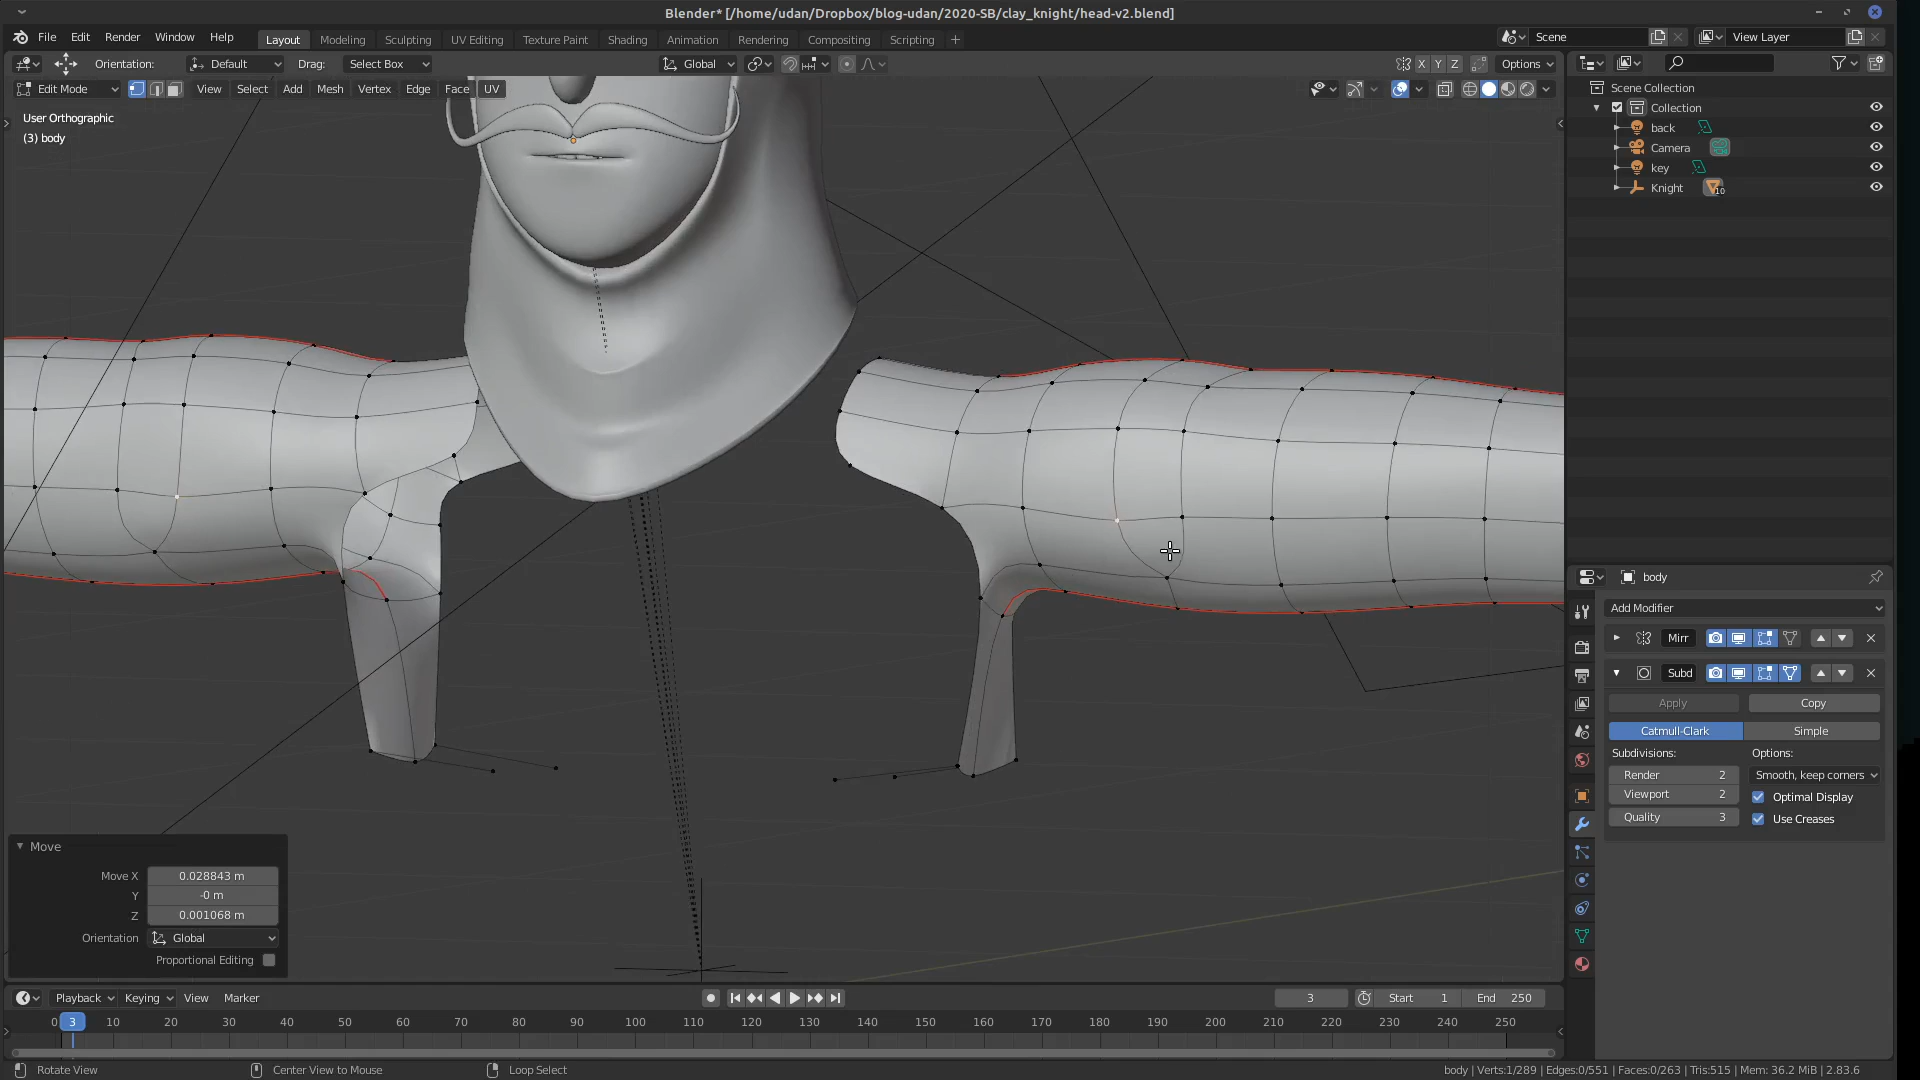 Blender* [/home/udan/Dropbox/blog-udan/2020-SB/clay_knight/head-v2.blend]
File Edit Render Window Help Layout Modeling Sculpting UV Editing Texture Paint Shading Animation Rendering Compositing Scripting + Scene View Layer
Orientation: Default Drag: Select Box Global X Y Z Options
Edit Mode View Select Add Mesh Vertex Edge Face UV
User Orthographic
(3) body
Scene Collection
Collection
back
Camera
key
Knight 10
body
Add Modifier
Mirr
Subd
Apply Copy
Catmull-Clark Simple
Subdivisions: Options:
Render 2 Smooth, keep corners
Viewport 2 Optimal Display
Quality 3 Use Creases
Move
Move X 0.028843 m
Y -0 m
Z 0.001068 m
Orientation Global
Proportional Editing
Playback Keying View Marker 3 Start 1 End 250
0 3 10 20 30 40 50 60 70 80 90 100 110 120 130 140 150 160 170 180 190 200 210 220 230 240 250
Rotate View Center View to Mouse Loop Select body | Verts:1/289 | Edges:0/551 | Faces:0/263 | Tris:515 | Mem: 36.2 MiB | 2.83.6